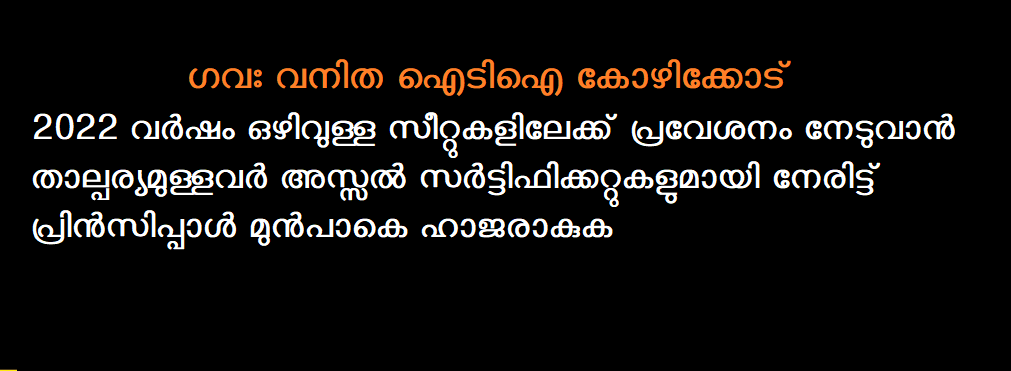 ഗവഃ വനിത ഐടിഐ കോഴിക്കോട്
2022 വർഷം ഒഴിവുള്ള സീറ്റുകളിലേക്ക് പ്രവേശനം നേടുവാൻ
താല്പര്യമുള്ളവർ അസ്സൽ സർട്ടിഫിക്കറ്റുകളുമായി നേരിട്ട്
പ്രിൻസിപ്പാൾ മുൻപാകെ ഹാജരാകുക